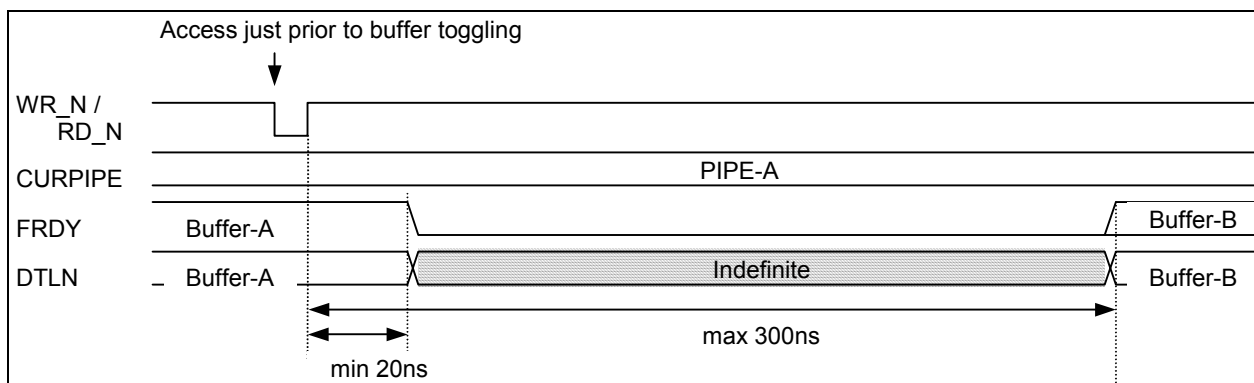 Access just prior to buffer toggling
WR_N /
RD_N
CURPIPE
PIPE-A
FRDY
Buffer-A
Buffer-B
DTLN
Buffer-A
Indefinite
Buffer-B
max 300ns
min 20ns